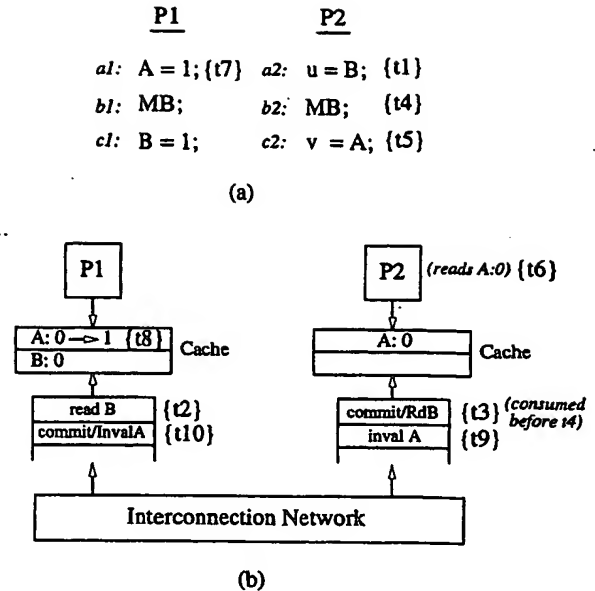 P1 P2
a1: A = 1; {t7} a2: u = B; {t1}
b1: MB; b2: MB; {t4}
c1: B = 1; c2: v = A; {t5}
(a)
P1 P2 (reads A:0) {t6}
A: 0 → 1 {t8} Cache A: 0 Cache
B: 0
read B {t2} commit/RdB {t3} (consumed
commit/InvalA {t10} inval A {t9} before t4)
Interconnection Network
(b)